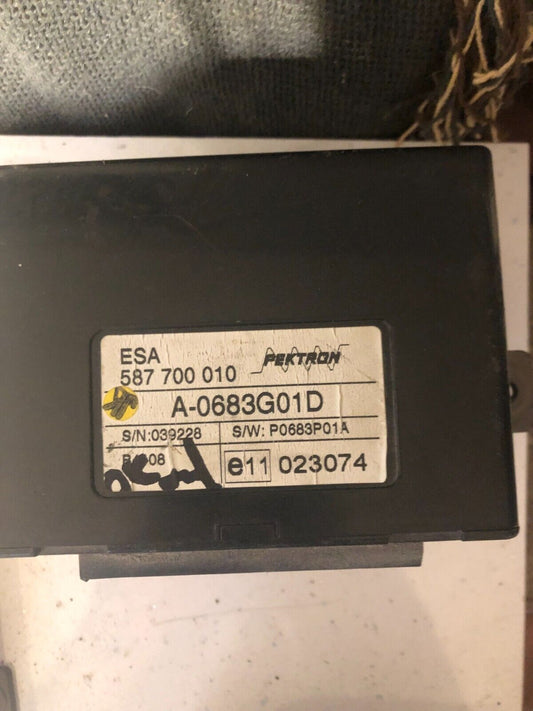 ESA PEKTRON
587 700 010
A-0683G01D
S/N:039228 S/W: P0683P01A
e11 023074